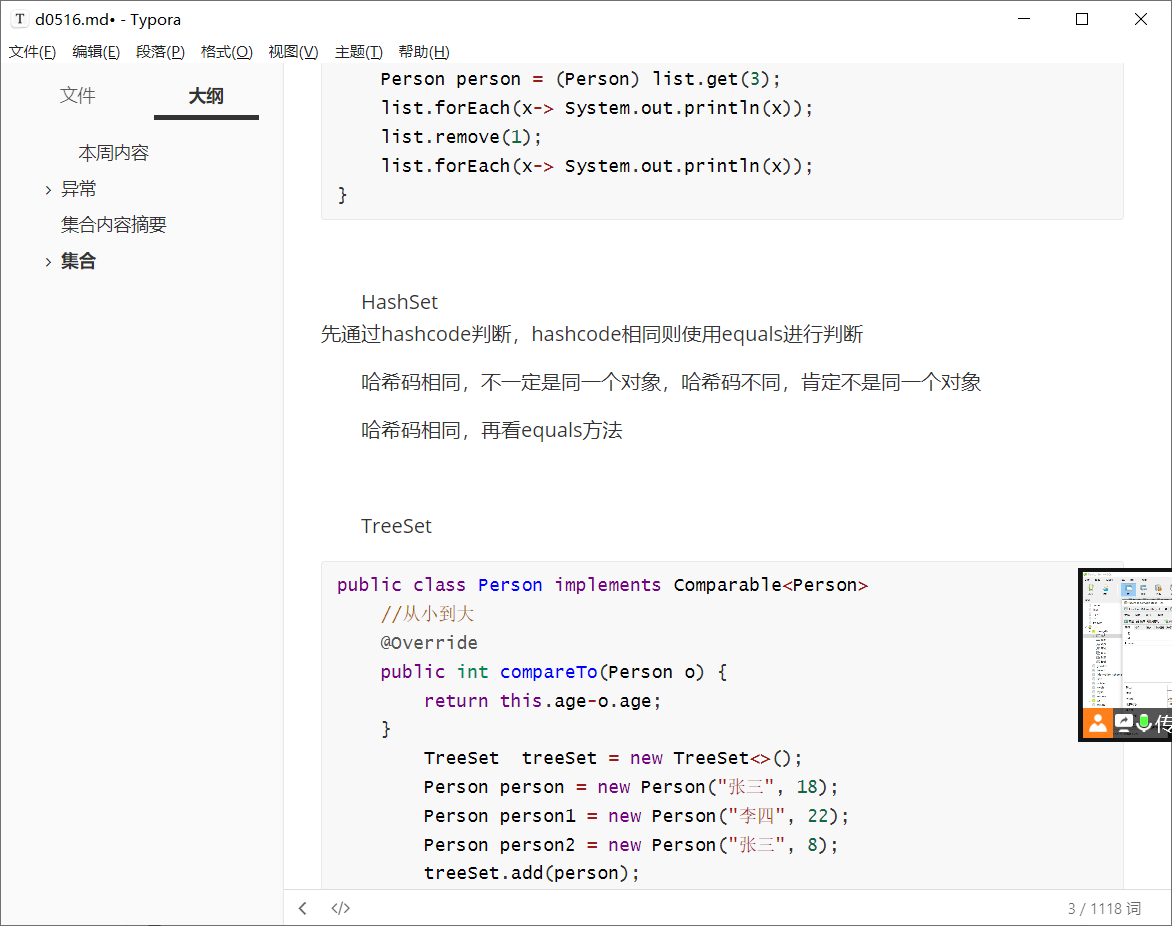 T d0516.md• - Typora
文件(F) 编辑(E) 段落(P) 格式(O) 视图(V) 主题(T) 帮助(H)
文件 大纲
本周内容
异常
集合内容摘要
集合
Person person = (Person) list.get(3);
list.forEach(x-> System.out.println(x));
list.remove(1);
list.forEach(x-> System.out.println(x));
}
HashSet
先通过hashcode判断，hashcode相同则使用equals进行判断
哈希码相同，不一定是同一个对象，哈希码不同，肯定不是同一个对象
哈希码相同，再看equals方法
TreeSet
public class Person implements Comparable<Person>
//从小到大
@Override
public int compareTo(Person o) {
return this.age-o.age;
}
TreeSet  treeSet = new TreeSet<>();
Person person = new Person("张三", 18);
Person person1 = new Person("李四", 22);
Person person2 = new Person("张三", 8);
treeSet.add(person);
传
</> 3 / 1118 词